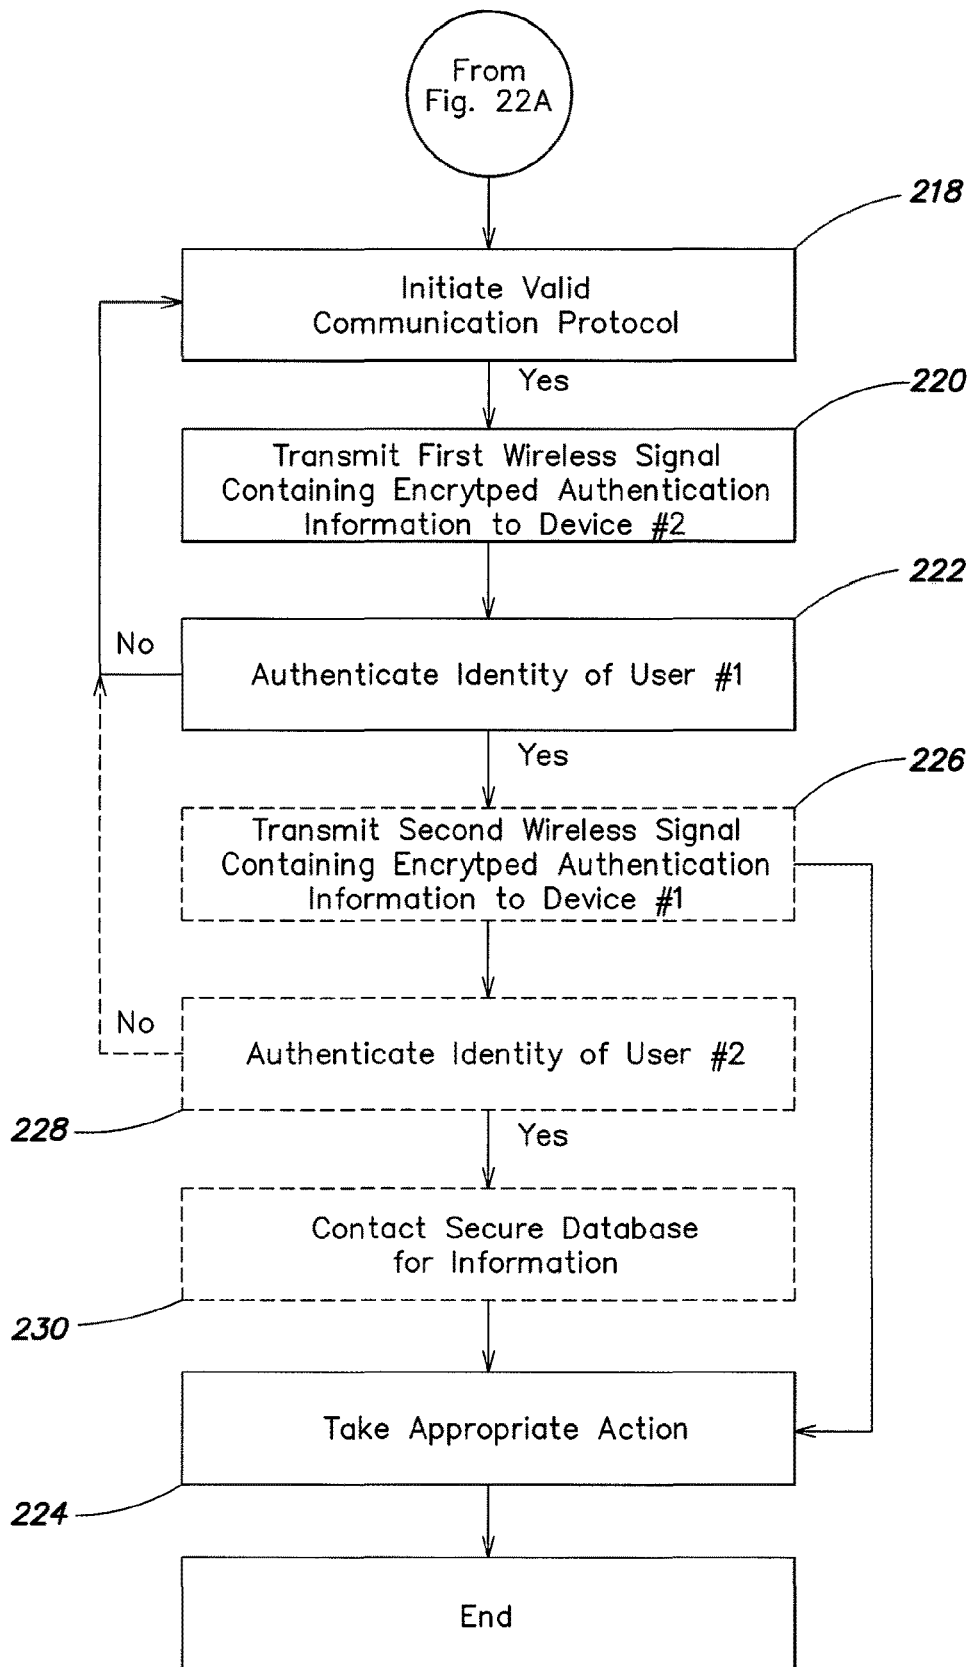 From
Fig. 22A
218
Initiate Valid
Communication Protocol
Yes
220
Transmit First Wireless Signal
Containing Encrytped Authentication
Information to Device #2
222
No
Authenticate Identity of User #1
Yes
226
Transmit Second Wireless Signal
Containing Encrytped Authentication
Information to Device #1
No
Authenticate Identity of User #2
228
Yes
Contact Secure Database
for Information
230
Take Appropriate Action
224
End